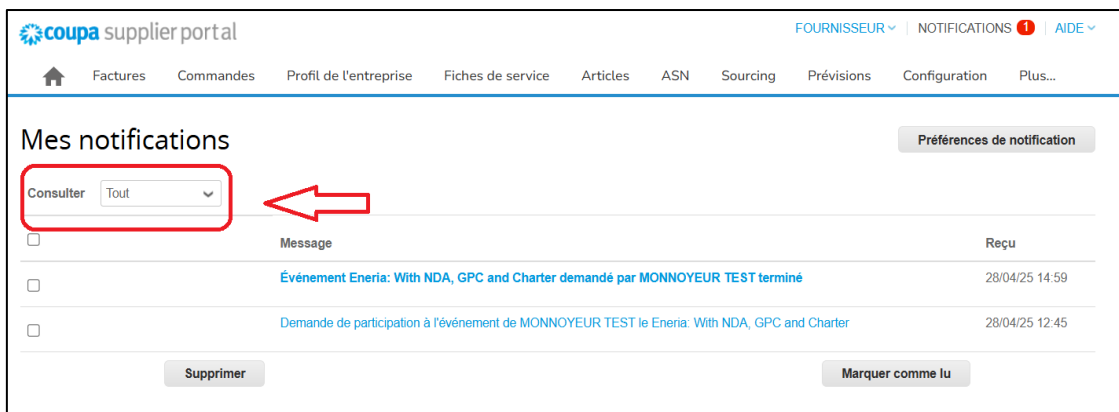 coupa supplier portal
FOURNISSEUR NOTIFICATIONS 1 AIDE
Factures Commandes Profil de l'entreprise Fiches de service Articles ASN Sourcing Prévisions Configuration Plus...
Mes notifications
Préférences de notification
Consulter Tout
Message Reçu
Événement Eneria: With NDA, GPC and Charter demandé par MONNOYEUR TEST terminé 28/04/25 14:59
Demande de participation à l'événement de MONNOYEUR TEST le Eneria: With NDA, GPC and Charter 28/04/25 12:45
Supprimer Marquer comme lu